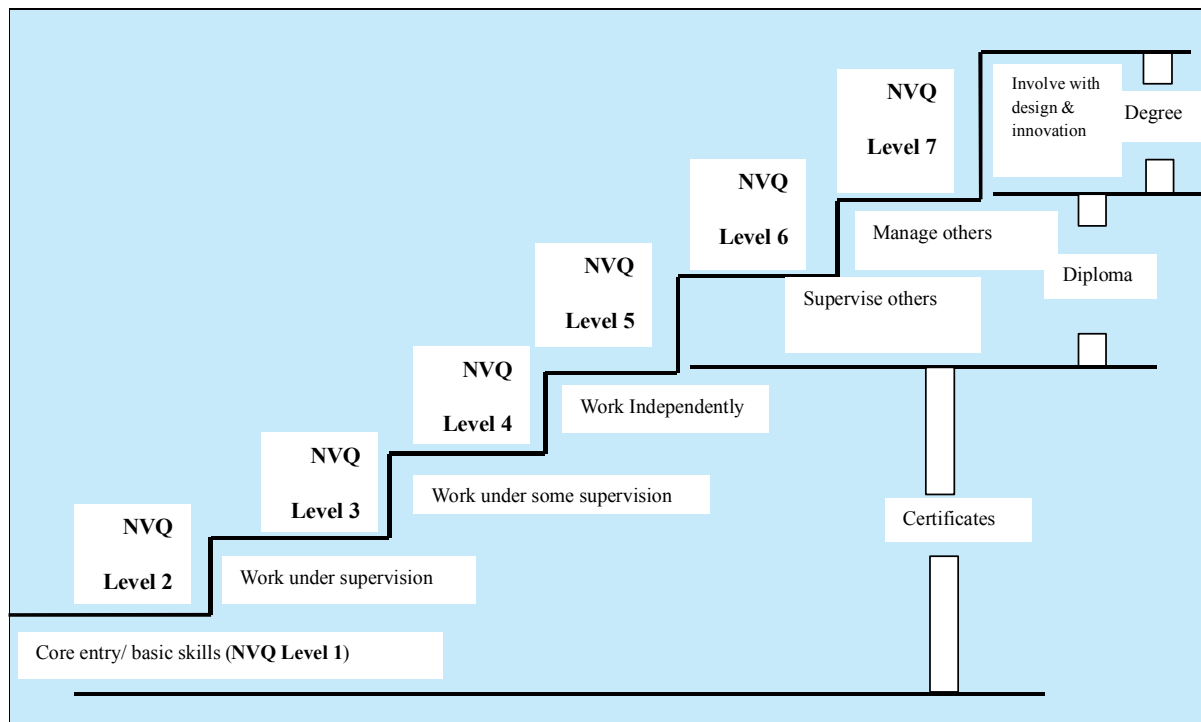 NVQ
Level 7
Involve with
design &
innovation
Degree
NVQ
Level 6
Manage others
Diploma
NVQ
Level 5
Supervise others
NVQ
Level 4
Work Independently
NVQ
Level 3
Work under some supervision
Certificates
NVQ
Level 2
Work under supervision
Core entry/ basic skills (NVQ Level 1)